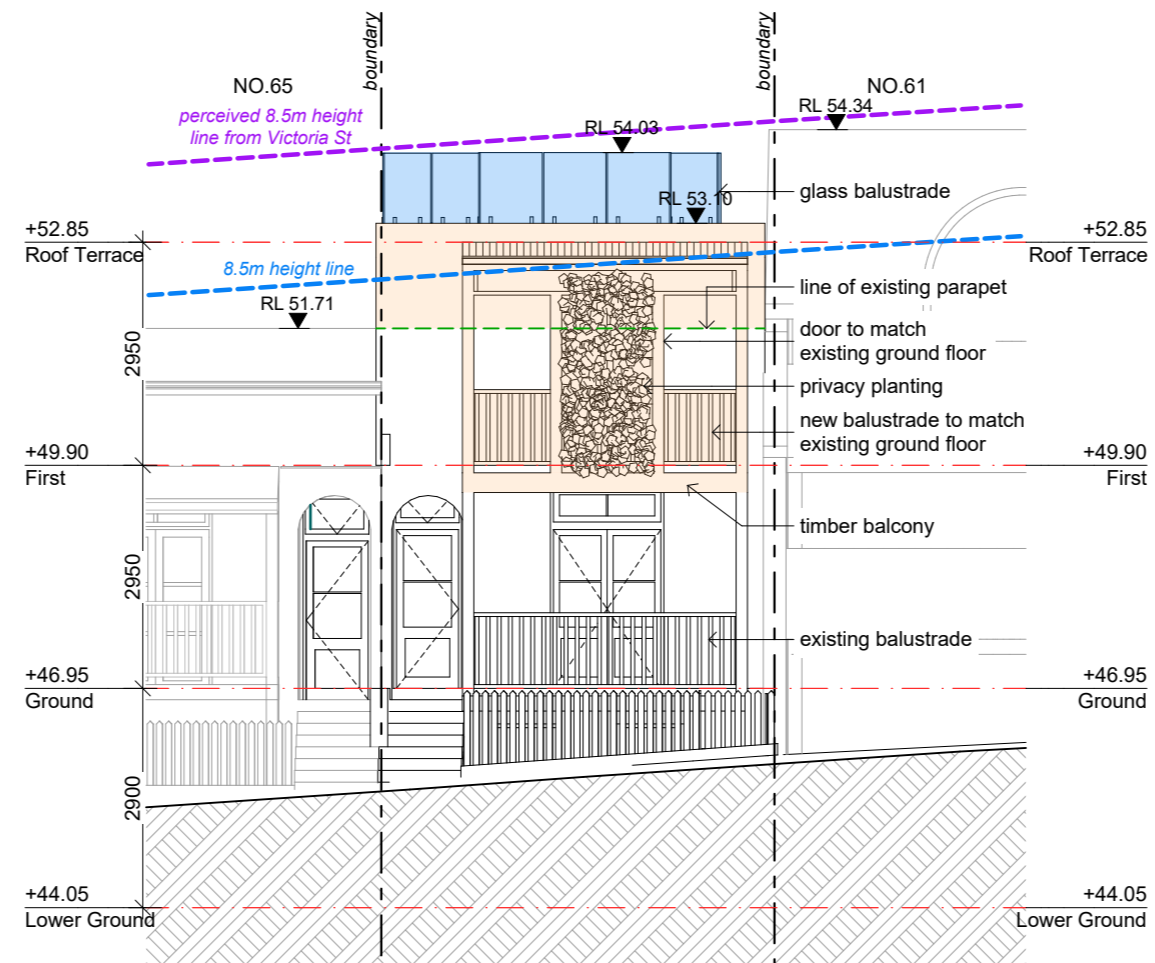 boundary
boundary
NO.65
NO.61
perceived 8.5m height
line from Victoria St
RL 54.34
RL 54.03
glass balustrade
RL 53.10
+52.85
Roof Terrace
+52.85
Roof Terrace
8.5m height line
line of existing parapet
RL 51.71
door to match
existing ground floor
2950
privacy planting
new balustrade to match
existing ground floor
+49.90
First
+49.90
First
timber balcony
2950
existing balustrade
+46.95
Ground
+46.95
Ground
2900
+44.05
Lower Ground
+44.05
Lower Ground